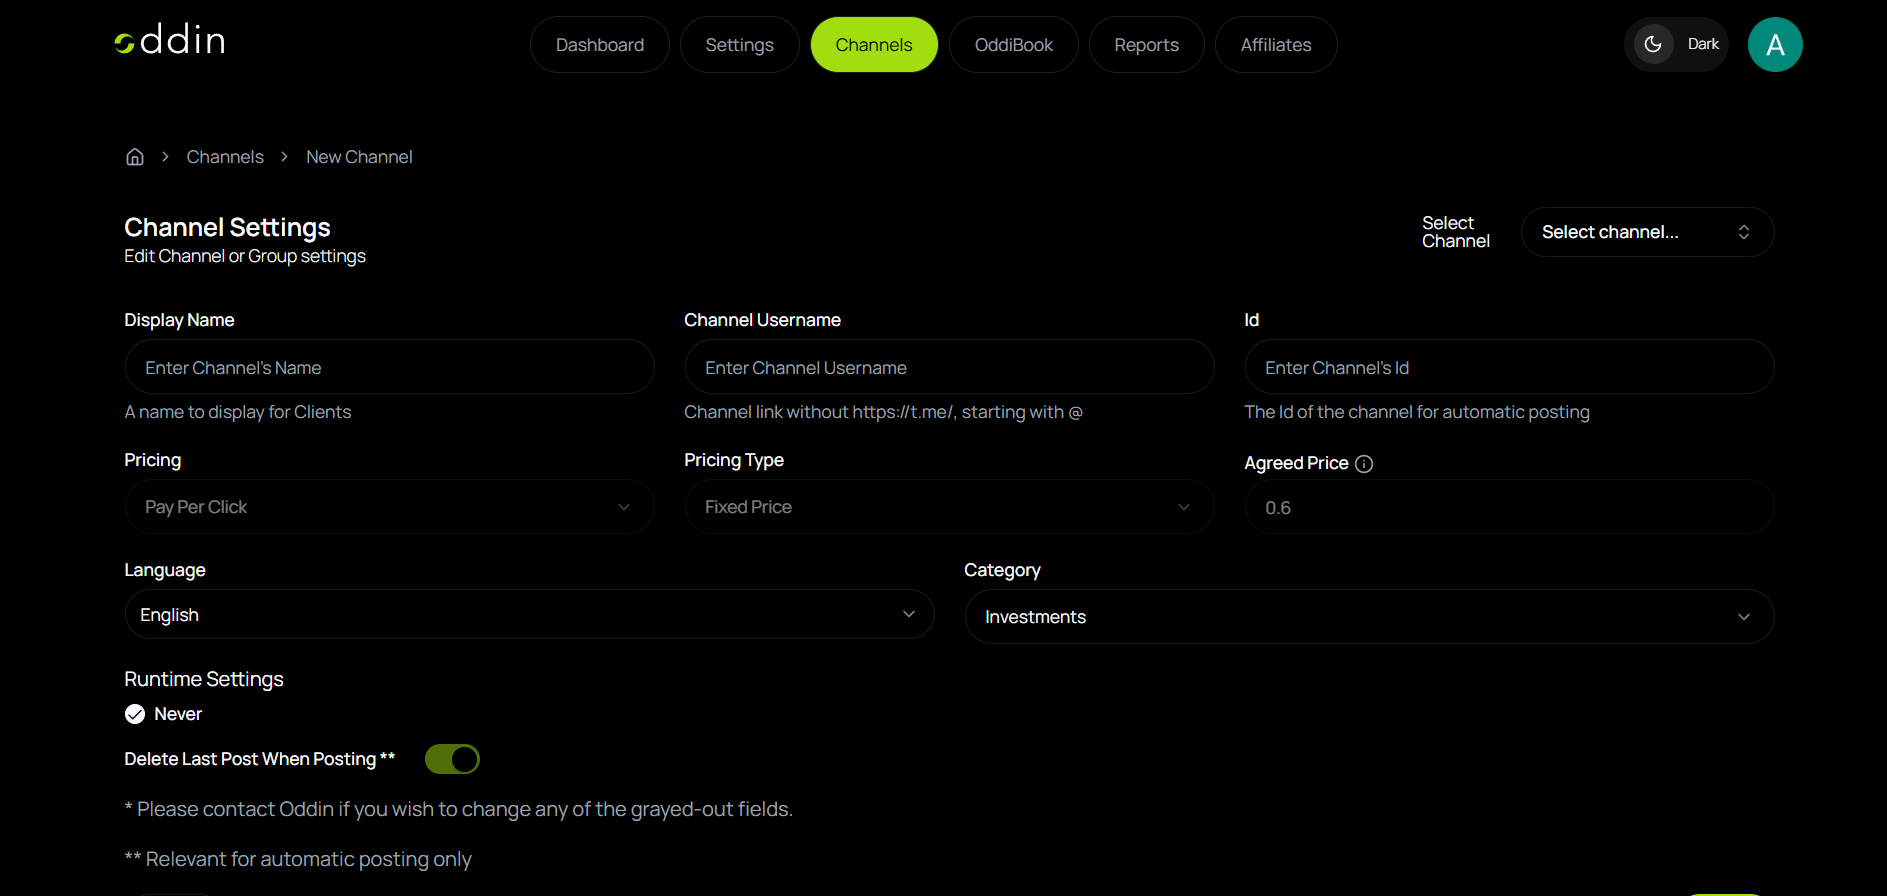 oddin
Dashboard
Settings
Channels
OddiBook
Reports
Affiliates
Dark
A
Channels
New Channel
Channel Settings
Edit Channel or Group settings
Select
Channel
Select channel...
Display Name
Channel Username
Id
Enter Channel's Name
Enter Channel Username
Enter Channel's Id
A name to display for Clients
Channel link without https://t.me/, starting with @
The Id of the channel for automatic posting
Pricing
Pricing Type
Agreed Price
Pay Per Click
Fixed Price
0.6
Language
Category
English
Investments
Runtime Settings
Never
Delete Last Post When Posting **
* Please contact Oddin if you wish to change any of the grayed-out fields.
** Relevant for automatic posting only